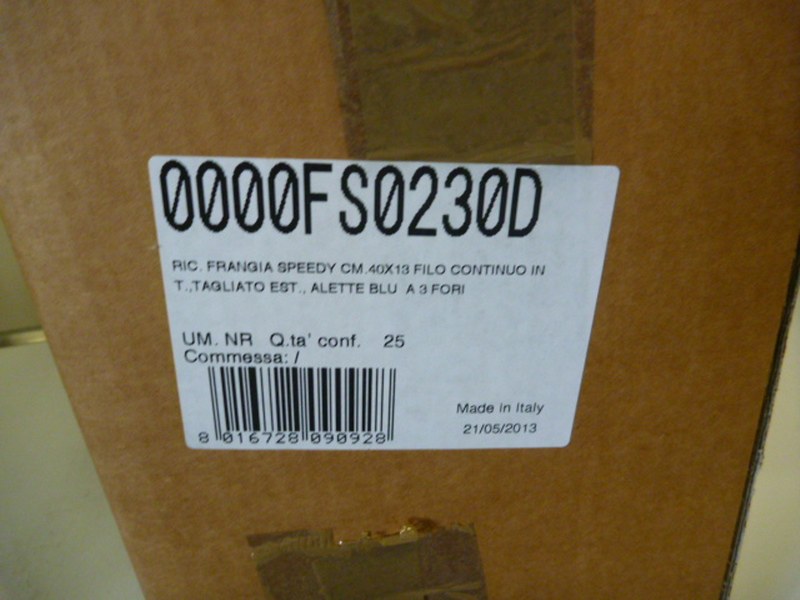 0000FS0230D
RIC. FRANGIA SPEEDY CM.40X13 FILO CONTINUO IN
T.,TAGLIATO EST., ALETTE BLU A 3 FORI
UM. NR Q.ta' conf. 25
Commessa: /
8 016728 090928
Made in Italy
21/05/2013